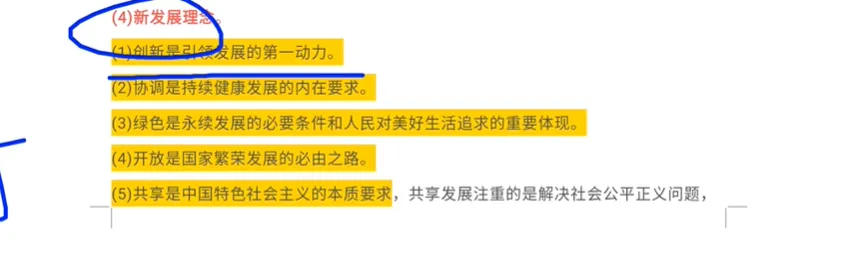 (4)新发展理念。
(1)创新是引领发展的第一动力。
(2)协调是持续健康发展的内在要求。
(3)绿色是永续发展的必要条件和人民对美好生活追求的重要体现。
(4)开放是国家繁荣发展的必由之路。
(5)共享是中国特色社会主义的本质要求，共享发展注重的是解决社会公平正义问题，